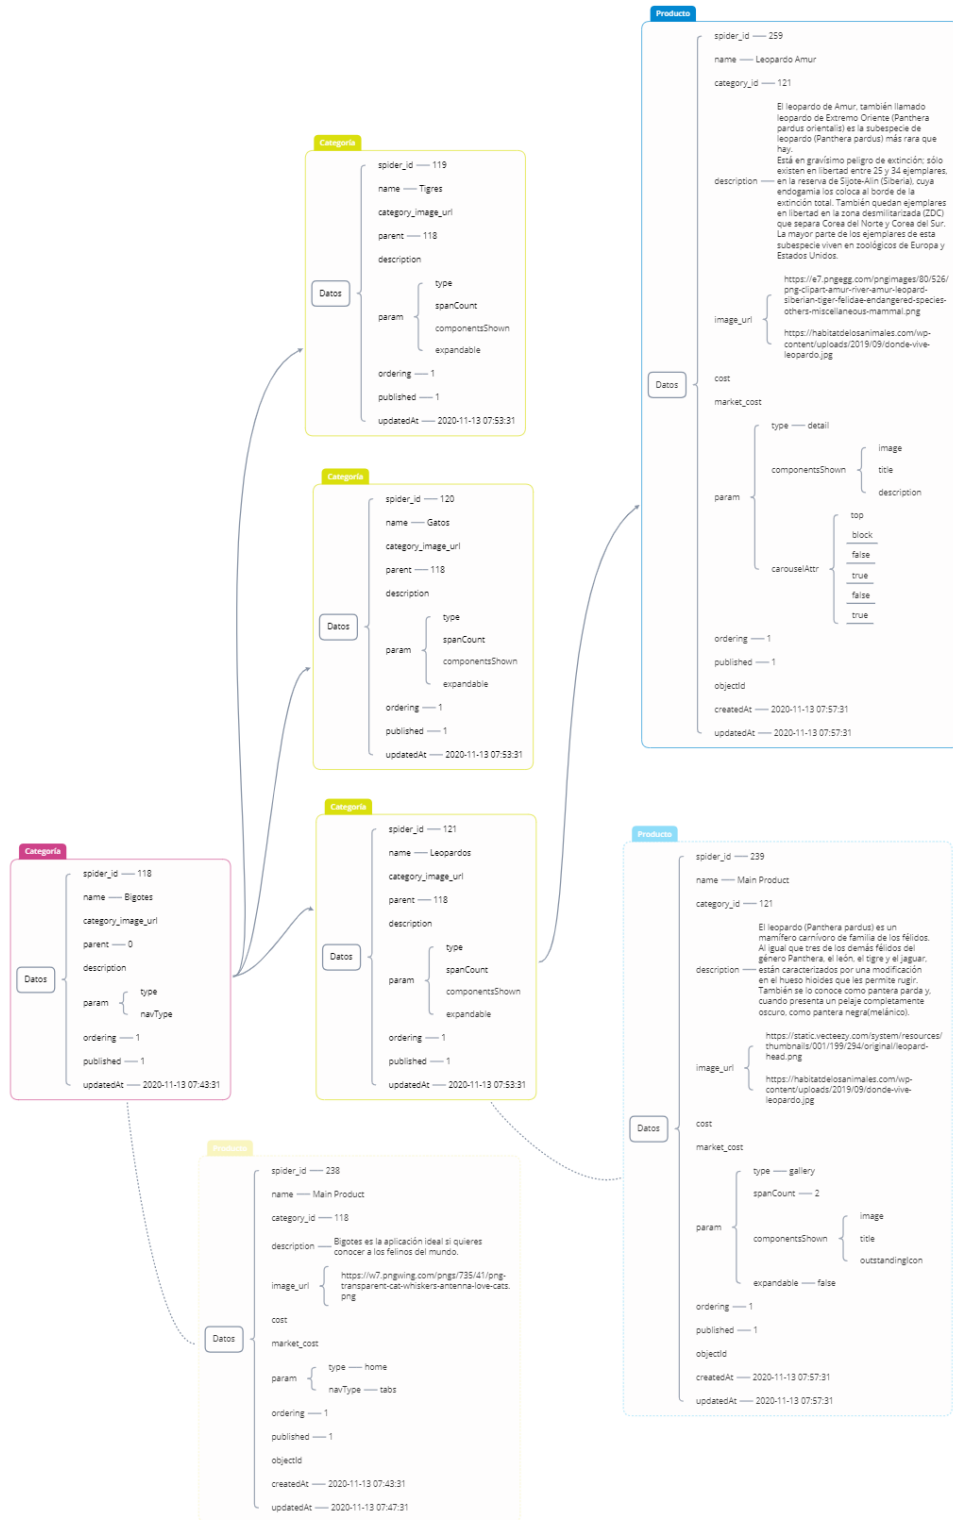 Producto
spider_id 259
name Leopardo Amur
category_id 121
El leopardo de Amur, también llamado
leopardo de Extremo Oriente (Panthera
pardus orientalis) es la subespecie de
leopardo (Panthera pardus) más rara que
hay.
Está en gravísimo peligro de extinción; sólo
existen en libertad entre 25 y 34 ejemplares,
description en la reserva de Sijote-Alin (Siberia), cuya
endogamia los coloca al borde de la
extinción total. También quedan ejemplares
en libertad en la zona desmilitarizada (ZDC)
que separa Corea del Norte y Corea del Sur.
La mayor parte de los ejemplares de esta
subespecie viven en zoológicos de Europa y
Estados Unidos.
https://e7.pngegg.com/pngimages/80/526/
png-clipart-amur-river-amur-leopard-
siberian-tiger-felidae-endangered-species-
others-miscellaneous-mammal.png
image_url
https://habitatdelosanimales.com/wp-
content/uploads/2019/09/donde-vive-
leopardo.jpg
Datos
cost
market_cost
type detail
componentsShown
image
title
description
param
carouselAttr
top
block
false
true
false
true
ordering 1
published 1
objectId
createdAt 2020-11-13 07:57:31
updatedAt 2020-11-13 07:57:31
Categoría
spider_id 119
name Tigres
category_image_url
parent 118
description
Datos
param
type
spanCount
componentsShown
expandable
ordering 1
published 1
updatedAt 2020-11-13 07:53:31
Categoría
spider_id 120
name Gatos
category_image_url
parent 118
description
Datos
param
type
spanCount
componentsShown
expandable
ordering 1
published 1
updatedAt 2020-11-13 07:53:31
Categoría
spider_id 121
name Leopardos
category_image_url
parent 118
description
Datos
param
type
spanCount
componentsShown
expandable
ordering 1
published 1
updatedAt 2020-11-13 07:53:31
Categoría
spider_id 118
name Bigotes
category_image_url
parent 0
description
Datos
param
type
navType
ordering 1
published 1
updatedAt 2020-11-13 07:43:31
Producto
spider_id 239
name Main Product
category_id 121
El leopardo (Panthera pardus) es un
mamífero carnívoro de familia de los félidos.
Al igual que tres de los demás félidos del
género Panthera, el león, el tigre y el jaguar,
description están caracterizados por una modificación
en el hueso hioides que les permite rugir.
También se lo conoce como pantera parda y,
cuando presenta un pelaje completamente
oscuro, como pantera negra(melánico).
https://static.vecteezy.com/system/resources/
thumbnails/001/199/294/original/leopard-
head.png
image_url
https://habitatdelosanimales.com/wp-
content/uploads/2019/09/donde-vive-
leopardo.jpg
Datos
cost
market_cost
type gallery
spanCount 2
param
componentsShown
image
title
outstandingIcon
expandable false
ordering 1
published 1
objectId
createdAt 2020-11-13 07:57:31
updatedAt 2020-11-13 07:57:31
Producto
spider_id 238
name Main Product
category_id 118
description Bigotes es la aplicación ideal si quieres
conocer a los felinos del mundo.
image_url https://w7.pngwing.com/pngs/735/41/png-
transparent-cat-whiskers-antenna-love-cats.
png
cost
Datos
market_cost
param
type home
navType tabs
ordering 1
published 1
objectId
createdAt 2020-11-13 07:43:31
updatedAt 2020-11-13 07:47:31